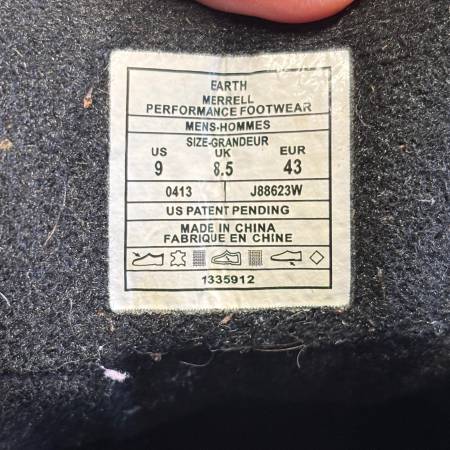 EARTH
MERRELL
PERFORMANCE FOOTWEAR
MENS-HOMMES
SIZE-GRANDEUR
US UK EUR
9 8.5 43
0413 J88623W
US PATENT PENDING
MADE IN CHINA
FABRIQUE EN CHINE
1335912